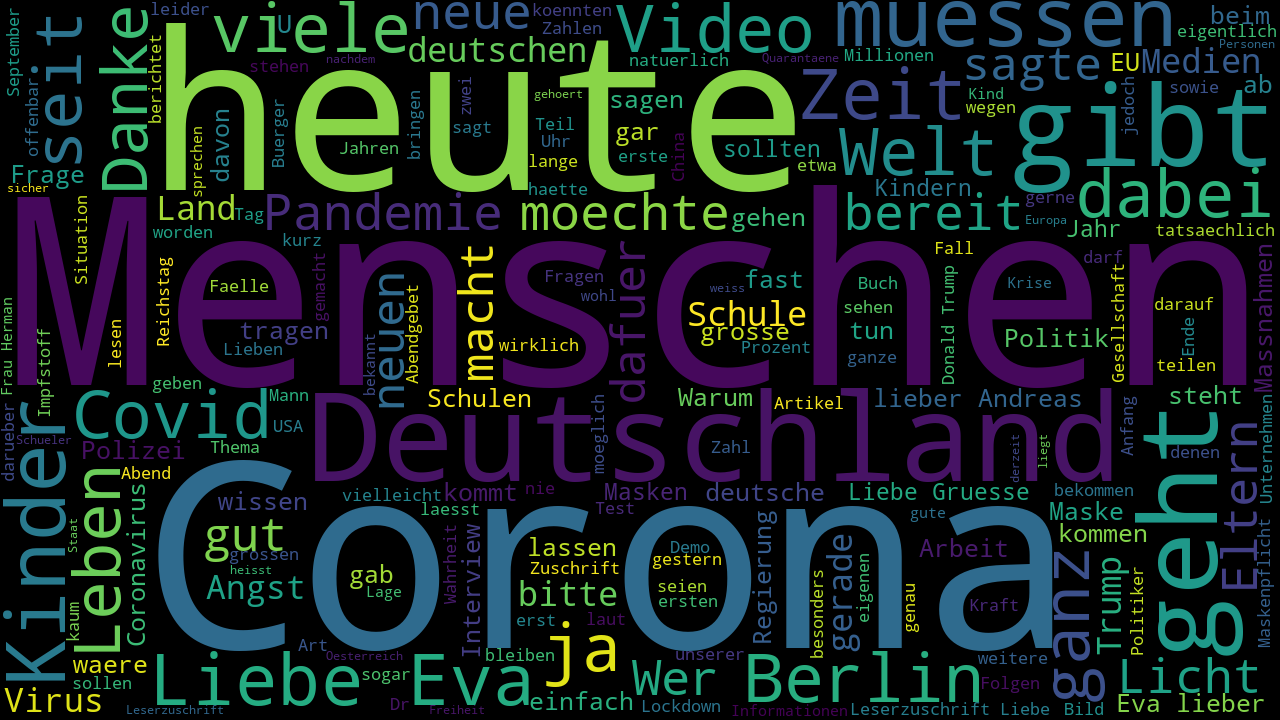 leider
viele
U
neue
koennten
Zahlen
Video
muessen
beim
eigentlich
Personen
September
seit
Danke
berichtet
stehen
nachdem
deutschen
natuerlich
Quarantaene
Millionen
sagte
EU
Medien
heute
offenbar
sprechen
davon
Buerger
Jahren
bringen
zwei
sagt
gehoert
Teil
Uhr
lange
haette
sagen
gar
erste
China
sollten
etwa
Zeit
Welt
Kind
wegen
jedoch
sowie
ab
gibt
Frage
sicher
Land
Tag
worden
Pandemie
kurz
moechte
gehen
Kindern
bereit
gerne
Europa
dabei
Jahr
tatsaechlich
Situation
Menschen
Reichstag
Faelle
gemacht
tragen
Lieben
bekannt
neuen
Abendgebet
macht
Fragen
wohl
wirklich
dafuer
weiss
fast
Schule
grosse
Prozent
Buch
sehen
tun
ganze
Fall
Donald Trump
Krise
Politik
darf
Gesellschaft
darauf
Ende
teilen
Massnahmen
Frau Herman
Impfstoff
lesen
geben
Covid
Mann
USA
Polizei
Thema
Deutschland
Schulen
moeglich
Warum
Zahl
Artikel
lieber Andreas
derzeit
liegt
Anfang
steht
denen
Unternehmen
darueber
Schueler
Kinder
Abend
Leben
Coronavirus
Staat
kaum
wissen
gut
grossen
heisst
Angst
vielleicht
laesst
kommt
nie
Masken
Test
deutsche
Liebe Gruesse
gute
bekommen
Maske
kommen
geht
Eltern
Maskenpflicht
Corona
gab
Lage
Wahrheit
Interview
lassen
Zuschrift
bitte
Demo
gestern
seien
ersten
Regierung
besonders
gerade
eigenen
genau
Arbeit
Kraft
ganz
Trump
Politiker
Art
Oesterreich
sogar
erst
laut
ja
bleiben
unserer
weitere
Folgen
waere
sollen
Virus
Leserzuschrift
Liebe
Dr
Eva
Freiheit
einfach
Wer
Lockdown
Berlin
Informationen
Leserzuschrift Liebe
Bild
Licht
Eva lieber